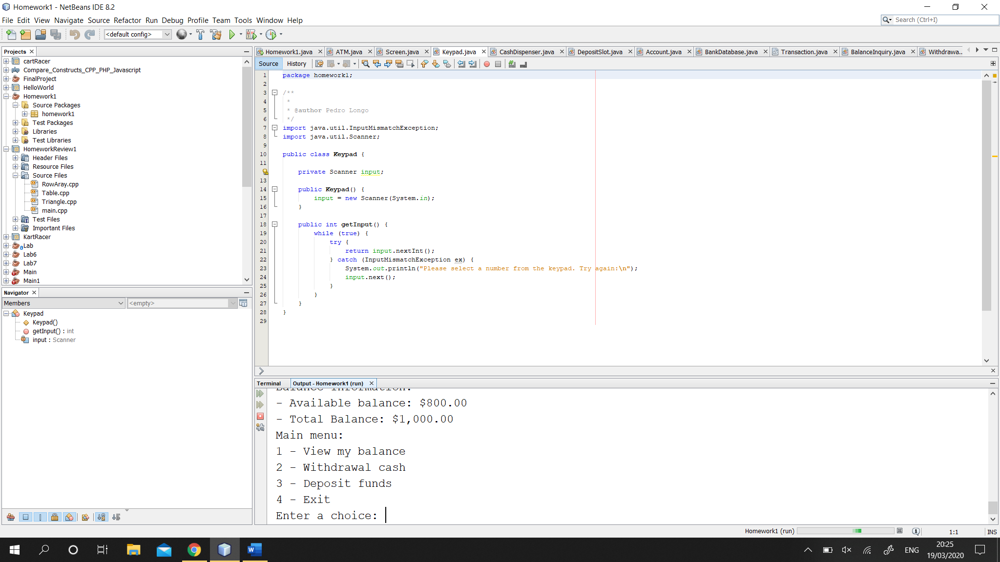 Homework1 - NetBeans IDE 8.2
File Edit View Navigate Source Refactor Run Debug Profile Team Tools Window Help
Search (Ctrl+I)
<default config>
Projects
cartRacer
Compare_Constructs_CPP_PHP_Javascript
FinalProject
HelloWorld
Homework1
Source Packages
homework1
Test Packages
Libraries
Test Libraries
HomeworkReview1
Header Files
Resource Files
Source Files
RowAray.cpp
Table.cpp
Triangle.cpp
main.cpp
Test Files
Important Files
KartRacer
Lab
Lab6
Lab7
Main
Main1
Navigator
Members
<empty>
Keypad
Keypad()
getInput() : int
input : Scanner
Homework1.java ATM.java Screen.java Keypad.java CashDispenser.java DepositSlot.java Account.java BankDatabase.java Transaction.java BalanceInquiry.java Withdrawa..
Source History
1 package homework1;
2
3 /**
4 *
5 * @author Pedro Longo
6 */
7 import java.util.InputMismatchException;
8 import java.util.Scanner;
9
10 public class Keypad {
11
private Scanner input;
13
14 public Keypad() {
15 input = new Scanner(System.in);
16 }
17
18 public int getInput() {
19 while (true) {
20 try {
21 return input.nextInt();
22 } catch (InputMismatchException ex) {
23 System.out.println("Please select a number from the keypad. Try again:\n");
24 input.next();
25 }
26 }
27 }
28 }
29
Terminal Output - Homework1 (run)
Balance information:
- Available balance: $800.00
- Total Balance: $1,000.00
Main menu:
1 - View my balance
2 - Withdrawal cash
3 - Deposit funds
4 - Exit
Enter a choice:
Homework1 (run)
1
1:1
INS
ENG
20:25
19/03/2020